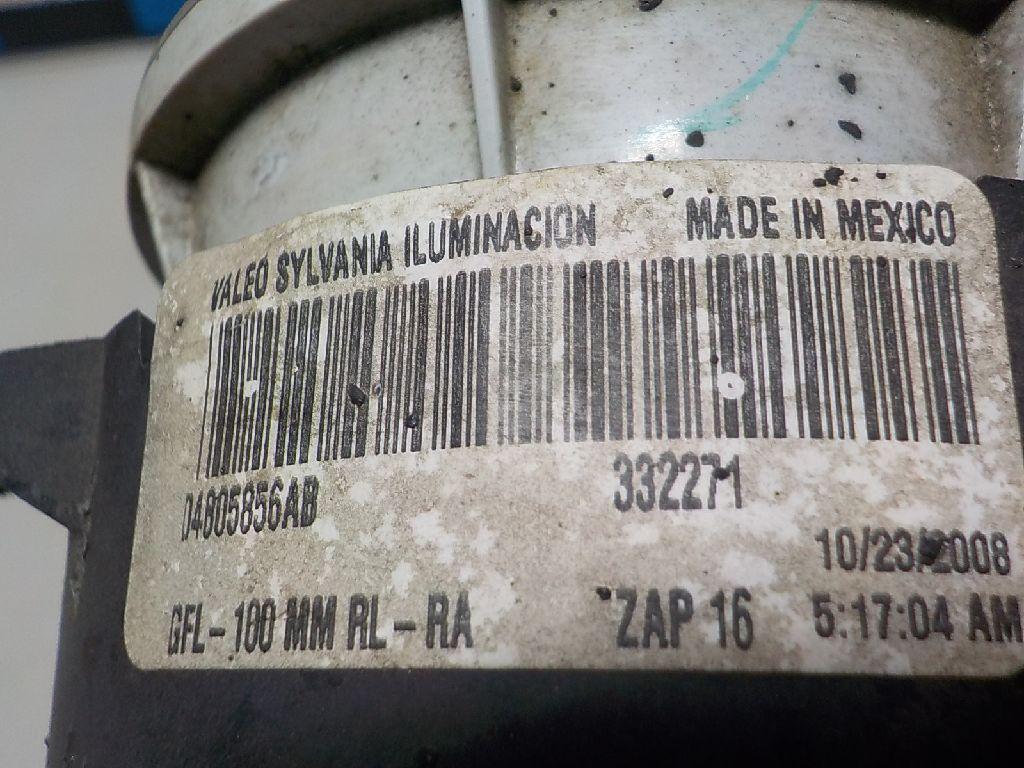 VALEO SYLVANIA ILUMINACION MADE IN MEXICO
04805856AB 332271
10/23/2008
GFL-100 MM RL-RA ZAP 16 5:17:04 AM